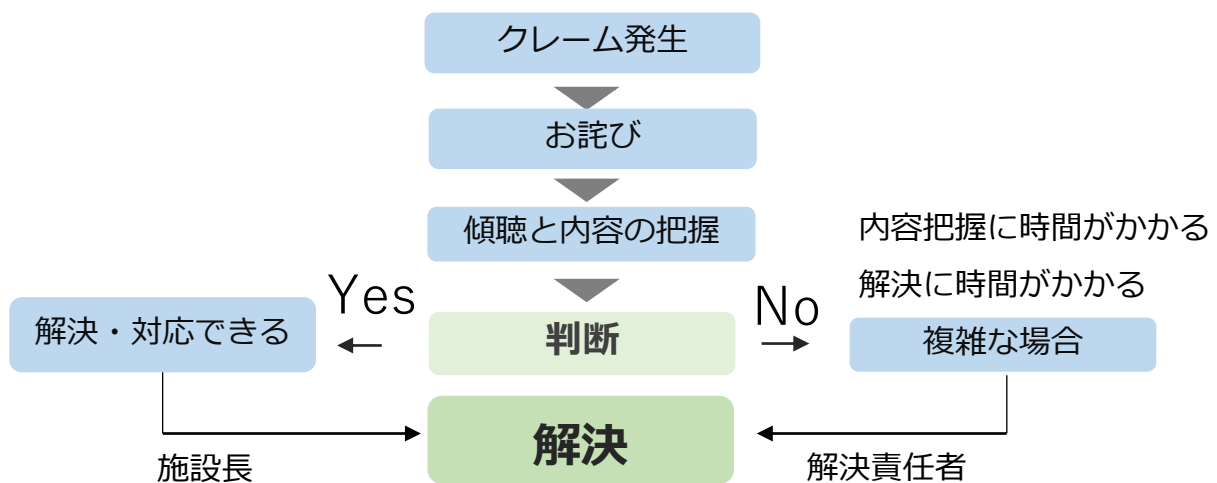 クレーム発生
お詫び
傾聴と内容の把握
内容把握に時間がかかる
解決に時間がかかる
Yes
No
解決・対応できる
判断
複雑な場合
解決
施設長
解決責任者